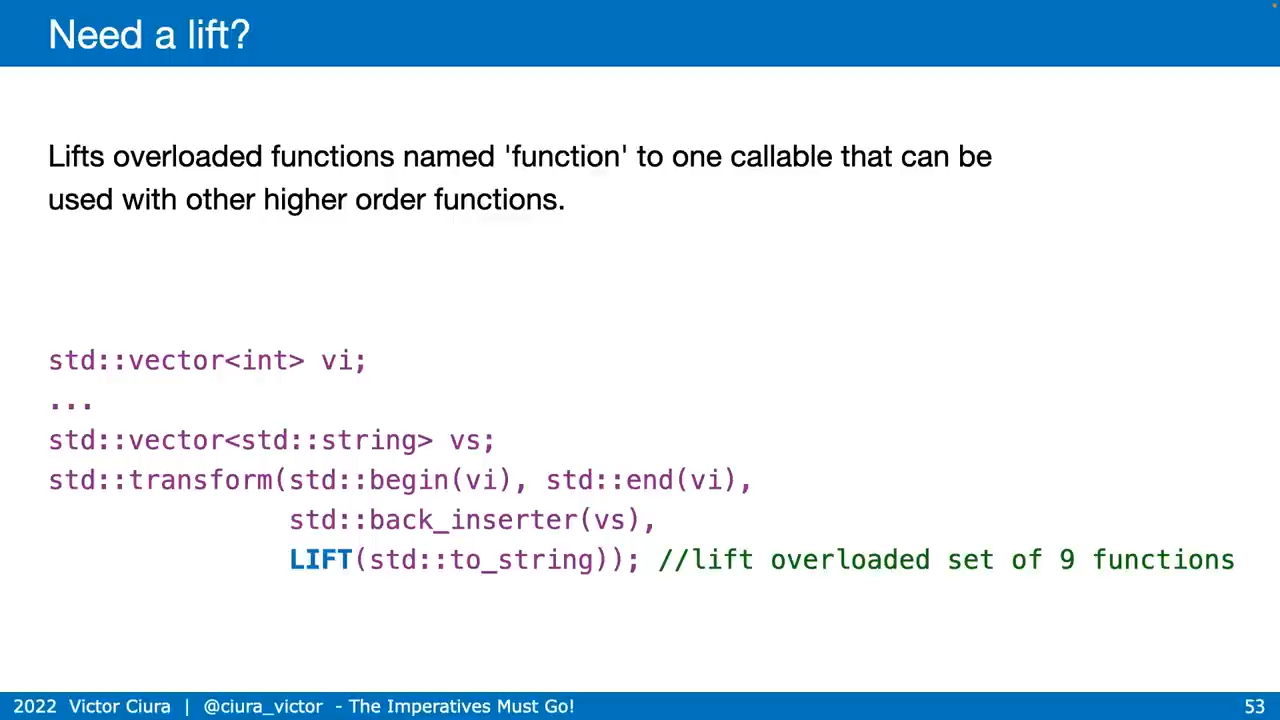 Need a lift?
Lifts overloaded functions named 'function' to one callable that can be
used with other higher order functions.
std::vector<int> vi;
...
std::vector<std::string> vs;
std::transform(std::begin(vi), std::end(vi),
               std::back_inserter(vs),
               LIFT(std::to_string)); //lift overloaded set of 9 functions
2022 Victor Ciura | @ciura_victor - The Imperatives Must Go! 53